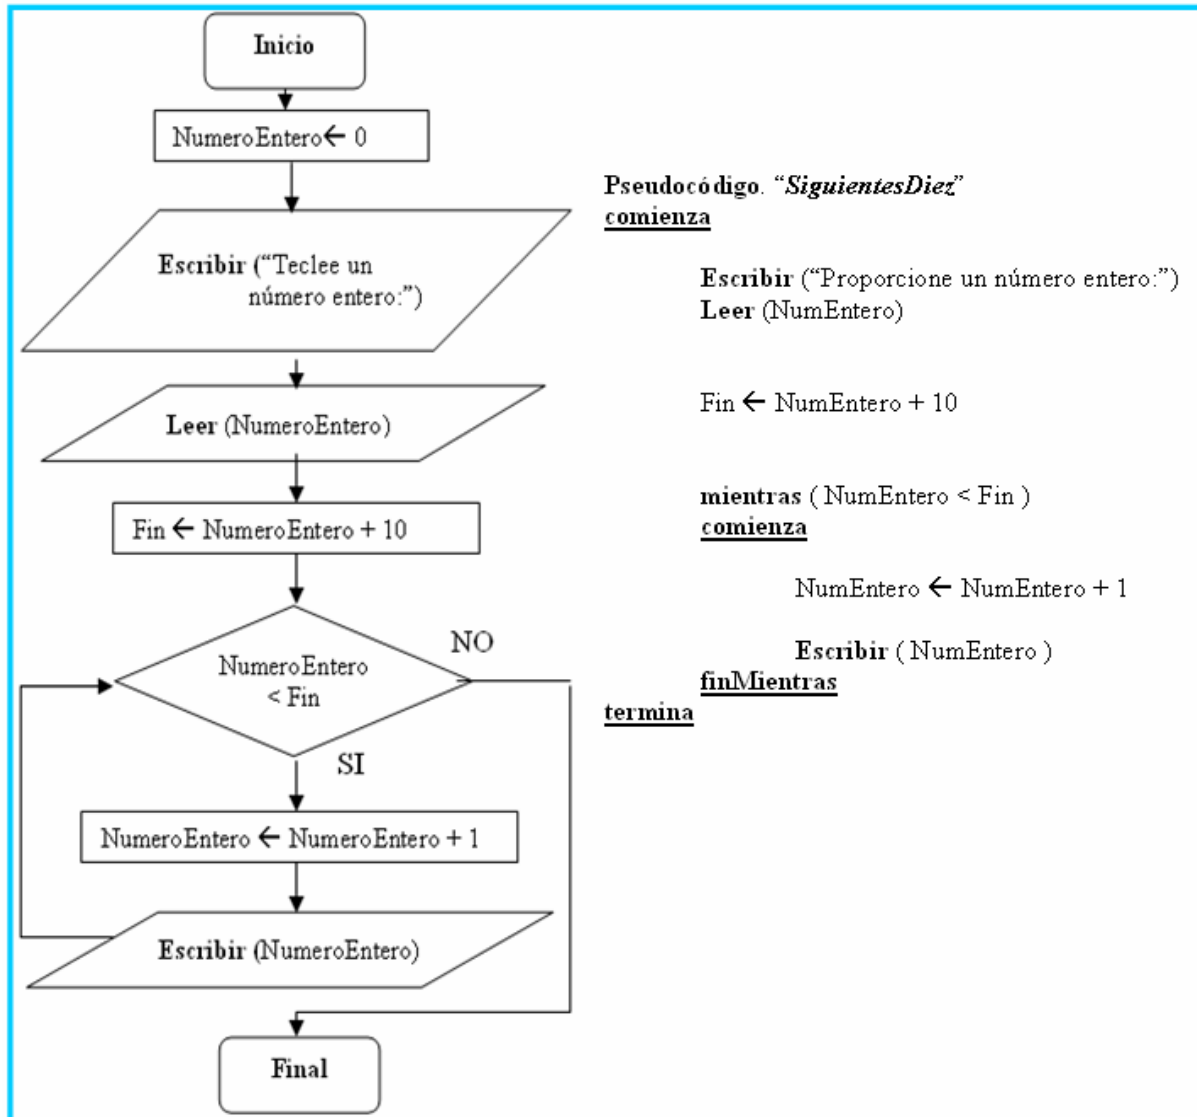 Inicio
NumeroEntero← 0
Escribir (“Teclee un
número entero:”)
Leer (NumeroEntero)
Fin ← NumeroEntero + 10
NumeroEntero
< Fin
NO
SI
NumeroEntero ← NumeroEntero + 1
Escribir (NumeroEntero)
Final
Pseudocódigo. “SiguientesDiez”
comienza
Escribir (“Proporcione un número entero:”)
Leer (NumEntero)
Fin ← NumEntero + 10
mientras ( NumEntero < Fin )
comienza
NumEntero ← NumEntero + 1
Escribir ( NumEntero )
finMientras
termina